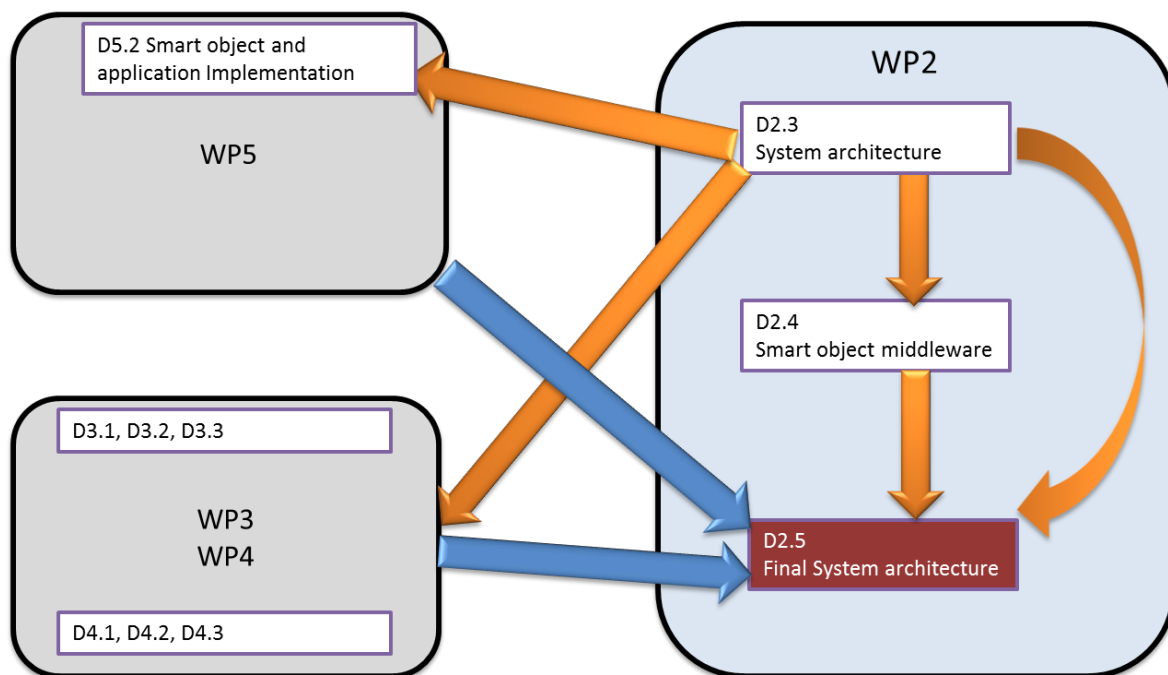 D5.2 Smart object and
application Implementation
WP5
WP2
D2.3
System architecture
D2.4
Smart object middleware
D3.1, D3.2, D3.3
WP3
WP4
D4.1, D4.2, D4.3
D2.5
Final System architecture